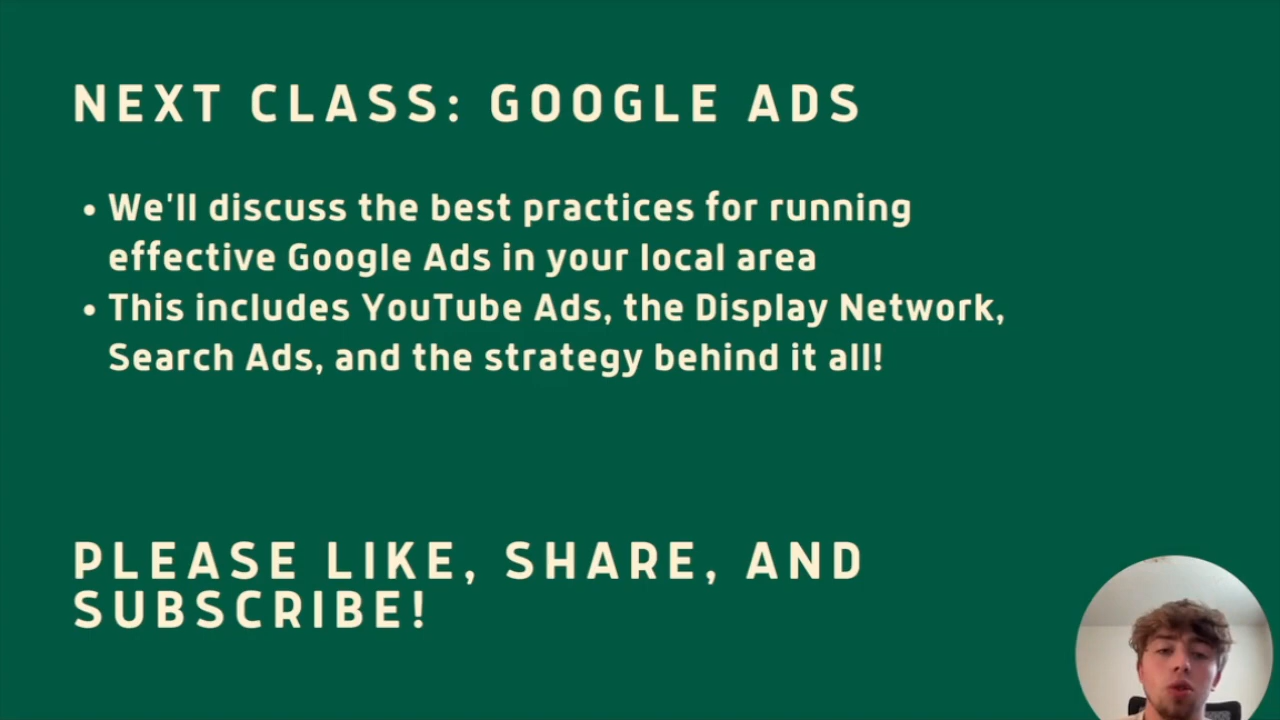 NEXT CLASS: GOOGLE ADS
• We'll discuss the best practices for running
effective Google Ads in your local area
• This includes YouTube Ads, the Display Network,
Search Ads, and the strategy behind it all!
PLEASE LIKE, SHARE, AND
SUBSCRIBE!